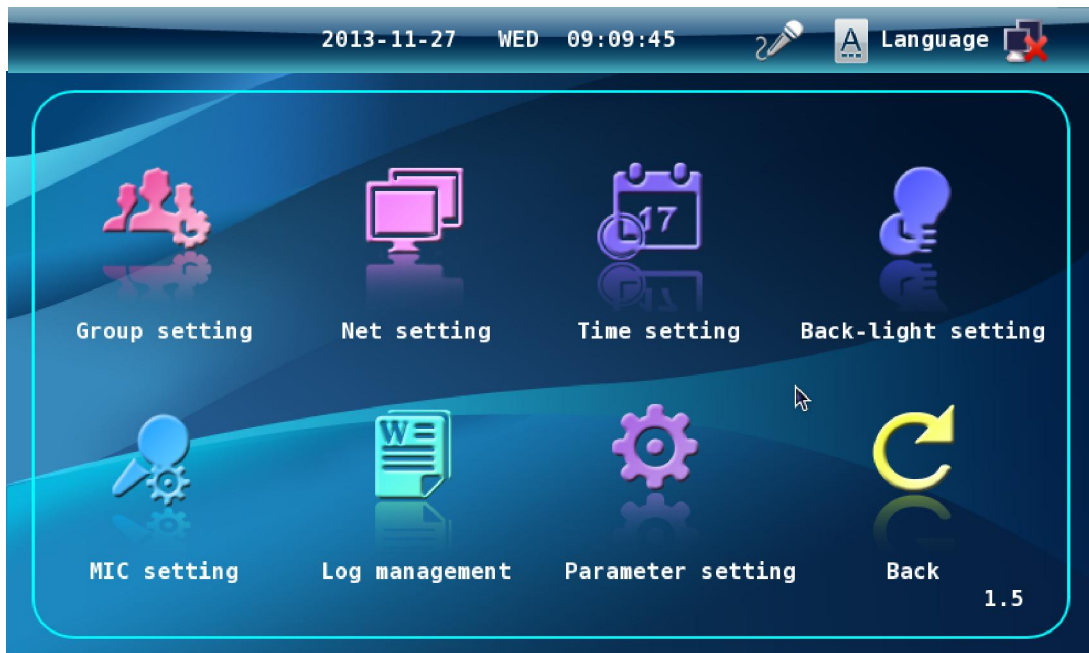 2013-11-27 WED 09:09:45 A Language
17
Group setting Net setting Time setting Back-light setting
W
MIC setting Log management Parameter setting Back
1.5